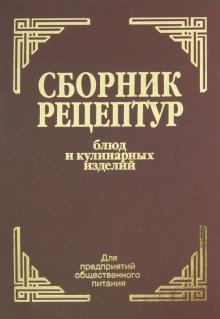 СБОРНИК
РЕЦЕПТУР
блюд
и кулинарных
изделий
Для
предприятий
общественного
питания